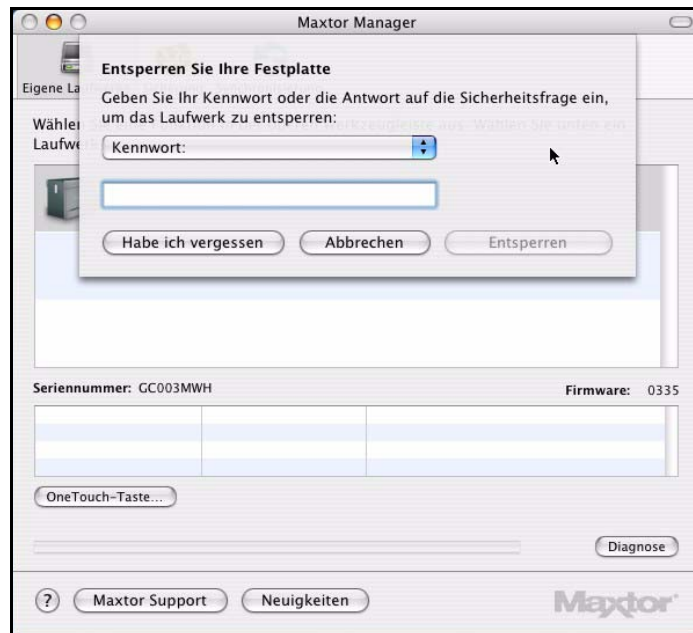 Maxtor Manager
Entsperren Sie Ihre Festplatte
Eigene La
Geben Sie Ihr Kennwort oder die Antwort auf die Sicherheitsfrage ein,
um das Laufwerk zu entsperren:
Wählen
Laufwe
Kennwort:
Habe ich vergessen
Abbrechen
Entsperren
Seriennummer: GC003MWH
Firmware: 0335
OneTouch-Taste...
Diagnose
?
Maxtor Support
Neuigkeiten
Maxtor